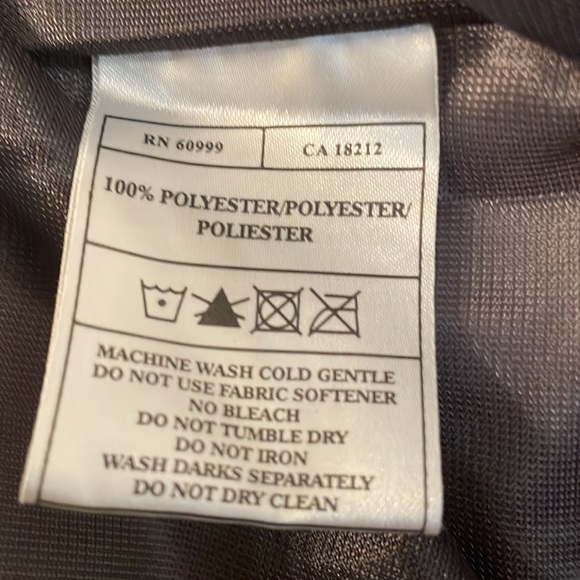 RN 60999
CA 18212
100% POLYESTER/POLYESTER/
POLIESTER
MACHINE WASH COLD GENTLE
DO NOT USE FABRIC SOFTENER
NO BLEACH
DO NOT TUMBLE DRY
DO NOT IRON
WASH DARKS SEPARATELY
DO NOT DRY CLEAN